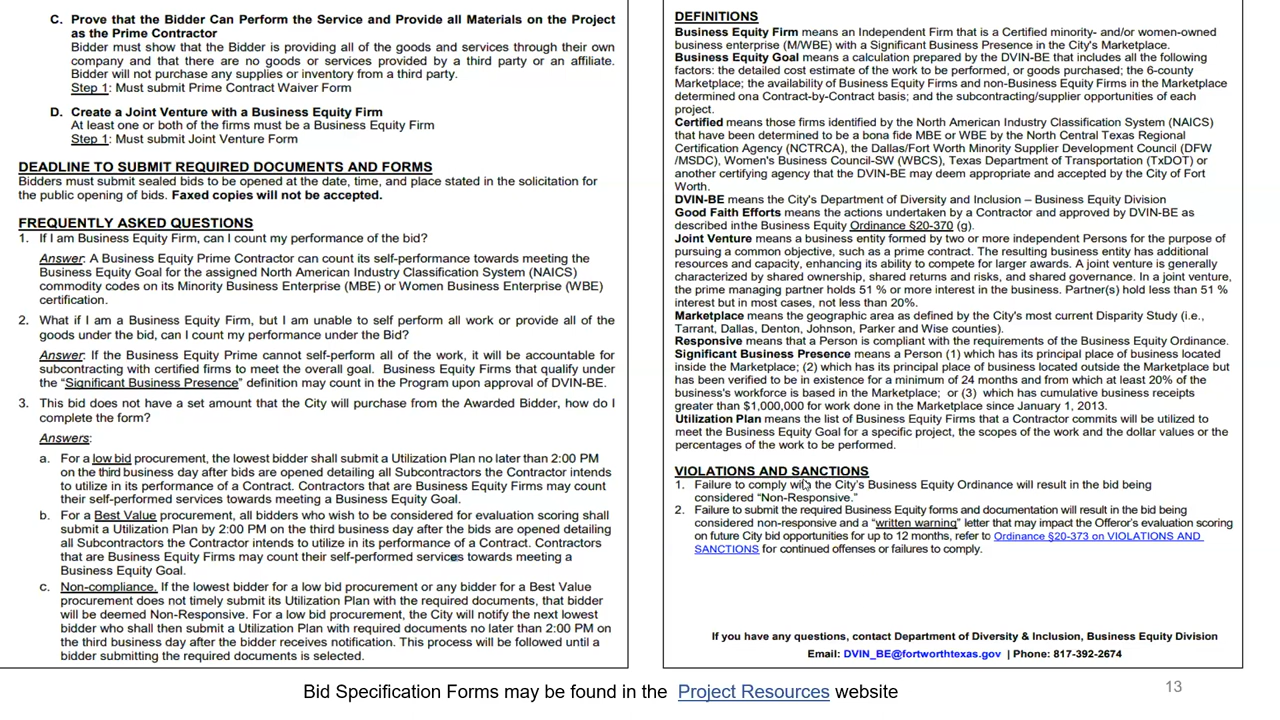 C. Prove that the Bidder Can Perform the Service and Provide all Materials on the Project
as the Prime Contractor
Bidder must show that the Bidder is providing all of the goods and services through their own
company and that there are no goods or services provided by a third party or an affiliate.
Bidder will not purchase any supplies or inventory from a third party.
Step 1: Must submit Prime Contract Waiver Form
D. Create a Joint Venture with a Business Equity Firm
At least one or both of the firms must be a Business Equity Firm
Step 1: Must submit Joint Venture Form
DEADLINE TO SUBMIT REQUIRED DOCUMENTS AND FORMS
Bidders must submit sealed bids to be opened at the date, time, and place stated in the solicitation for
the public opening of bids. Faxed copies will not be accepted.
FREQUENTLY ASKED QUESTIONS
1. If I am Business Equity Firm, can I count my performance of the bid?
Answer: A Business Equity Prime Contractor can count its self-performance towards meeting the
Business Equity Goal for the assigned North American Industry Classification System (NAICS)
commodity codes on its Minority Business Enterprise (MBE) or Women Business Enterprise (WBE)
certification.
2. What if I am a Business Equity Firm, but I am unable to self perform all work or provide all of the
goods under the bid, can I count my performance under the Bid?
Answer: If the Business Equity Prime cannot self-perform all of the work, it will be accountable for
subcontracting with certified firms to meet the overall goal. Business Equity Firms that qualify under
the “Significant Business Presence” definition may count in the Program upon approval of DVIN-BE.
3. This bid does not have a set amount that the City will purchase from the Awarded Bidder, how do I
complete the form?
Answers:
a. For a low bid procurement, the lowest bidder shall submit a Utilization Plan no later than 2:00 PM
on the third business day after bids are opened detailing all Subcontractors the Contractor intends
to utilize in its performance of a Contract. Contractors that are Business Equity Firms may count
their self-performed services towards meeting a Business Equity Goal.
b. For a Best Value procurement, all bidders who wish to be considered for evaluation scoring shall
submit a Utilization Plan by 2:00 PM on the third business day after the bids are opened detailing
all Subcontractors the Contractor intends to utilize in its performance of a Contract. Contractors
that are Business Equity Firms may count their self-performed services towards meeting a
Business Equity Goal.
c. Non-compliance. If the lowest bidder for a low bid procurement or any bidder for a Best Value
procurement does not timely submit its Utilization Plan with the required documents, that bidder
will be deemed Non-Responsive. For a low bid procurement, the City will notify the next lowest
bidder who shall then submit a Utilization Plan with required documents no later than 2:00 PM on
the third business day after the bidder receives notification. This process will be followed until a
bidder submitting the required documents is selected.
DEFINITIONS
Business Equity Firm means an Independent Firm that is a Certified minority- and/or women-owned
business enterprise (M/WBE) with a Significant Business Presence in the City's Marketplace.
Business Equity Goal means a calculation prepared by the DVIN-BE that includes all the following
factors: the detailed cost estimate of the work to be performed, or goods purchased; the 6-county
Marketplace; the availability of Business Equity Firms and non-Business Equity Firms in the Marketplace
determined ona Contract-by-Contract basis; and the subcontracting/supplier opportunities of each
project.
Certified means those firms identified by the North American Industry Classification System (NAICS)
that have been determined to be a bona fide MBE or WBE by the North Central Texas Regional
Certification Agency (NCTRCA), the Dallas/Fort Worth Minority Supplier Development Council (DFW
/MSDC), Women's Business Council-SW (WBCS), Texas Department of Transportation (TxDOT) or
another certifying agency that the DVIN-BE may deem appropriate and accepted by the City of Fort
Worth.
DVIN-BE means the City's Department of Diversity and Inclusion – Business Equity Division
Good Faith Efforts means the actions undertaken by a Contractor and approved by DVIN-BE as
described inthe Business Equity Ordinance §20-370 (g).
Joint Venture means a business entity formed by two or more independent Persons for the purpose of
pursuing a common objective, such as a prime contract. The resulting business entity has additional
resources and capacity, enhancing its ability to compete for larger awards. A joint venture is generally
characterized by shared ownership, shared returns and risks, and shared governance. In a joint venture,
the prime managing partner holds 51 % or more interest in the business. Partner(s) hold less than 51 %
interest but in most cases, not less than 20%.
Marketplace means the geographic area as defined by the City's most current Disparity Study (i.e.,
Tarrant, Dallas, Denton, Johnson, Parker and Wise counties).
Responsive means that a Person is compliant with the requirements of the Business Equity Ordinance.
Significant Business Presence means a Person (1) which has its principal place of business located
inside the Marketplace; (2) which has its principal place of business located outside the Marketplace but
has been verified to be in existence for a minimum of 24 months and from which at least 20% of the
business's workforce is based in the Marketplace; or (3) which has cumulative business receipts
greater than $1,000,000 for work done in the Marketplace since January 1, 2013.
Utilization Plan means the list of Business Equity Firms that a Contractor commits will be utilized to
meet the Business Equity Goal for a specific project, the scopes of the work and the dollar values or the
percentages of the work to be performed.
VIOLATIONS AND SANCTIONS
1. Failure to comply with the City's Business Equity Ordinance will result in the bid being
considered “Non-Responsive.”
2. Failure to submit the required Business Equity forms and documentation will result in the bid being
considered non-responsive and a “written warning” letter that may impact the Offeror's evaluation scoring
on future City bid opportunities for up to 12 months, refer to Ordinance §20-373 on VIOLATIONS AND
SANCTIONS for continued offenses or failures to comply.
If you have any questions, contact Department of Diversity & Inclusion, Business Equity Division
Email: DVIN_BE@fortworthtexas.gov | Phone: 817-392-2674
Bid Specification Forms may be found in the Project Resources website
13